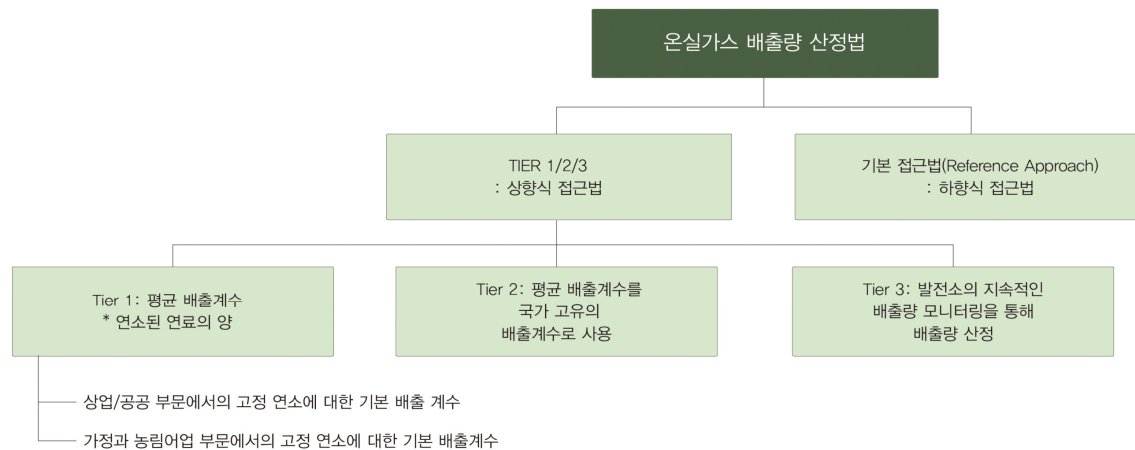 온실가스 배출량 산정법
TIER 1/2/3
: 상향식 접근법
기본 접근법(Reference Approach)
: 하향식 접근법
Tier 1: 평균 배출계수
* 연소된 연료의 양
Tier 2: 평균 배출계수를
국가 고유의
배출계수로 사용
Tier 3: 발전소의 지속적인
배출량 모니터링을 통해
배출량 산정
상업/공공 부문에서의 고정 연소에 대한 기본 배출 계수
가정과 농림어업 부문에서의 고정 연소에 대한 기본 배출계수